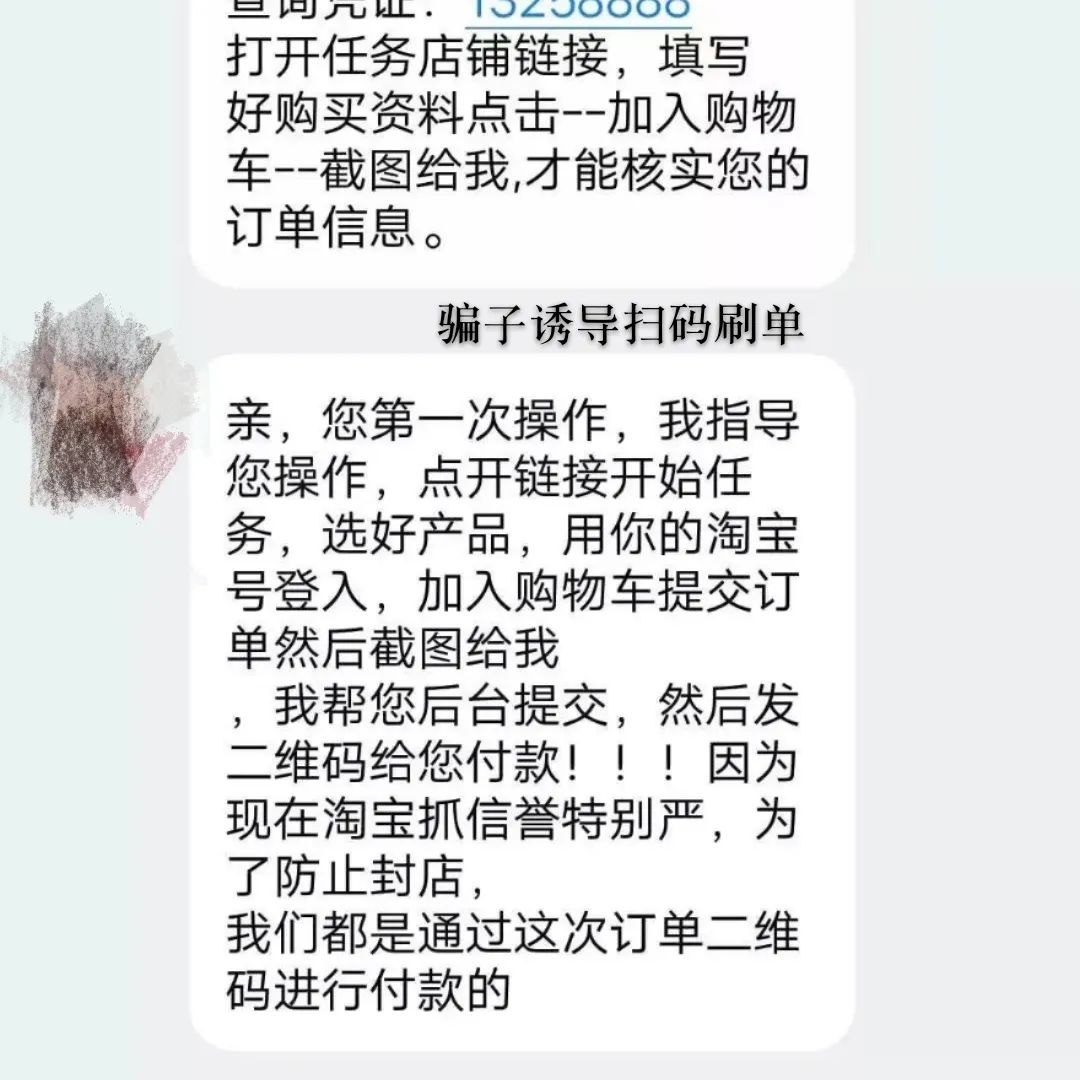 查询凭证：13258888
打开任务店铺链接，填写
好购买资料点击--加入购物
车--截图给我,才能核实您的
订单信息。
骗子诱导扫码刷单
亲，您第一次操作，我指导
您操作，点开链接开始任
务，选好产品，用你的淘宝
号登入，加入购物车提交订
单然后截图给我
，我帮您后台提交，然后发
二维码给您付款！！！因为
现在淘宝抓信誉特别严，为
了防止封店，
我们都是通过这次订单二维
码进行付款的